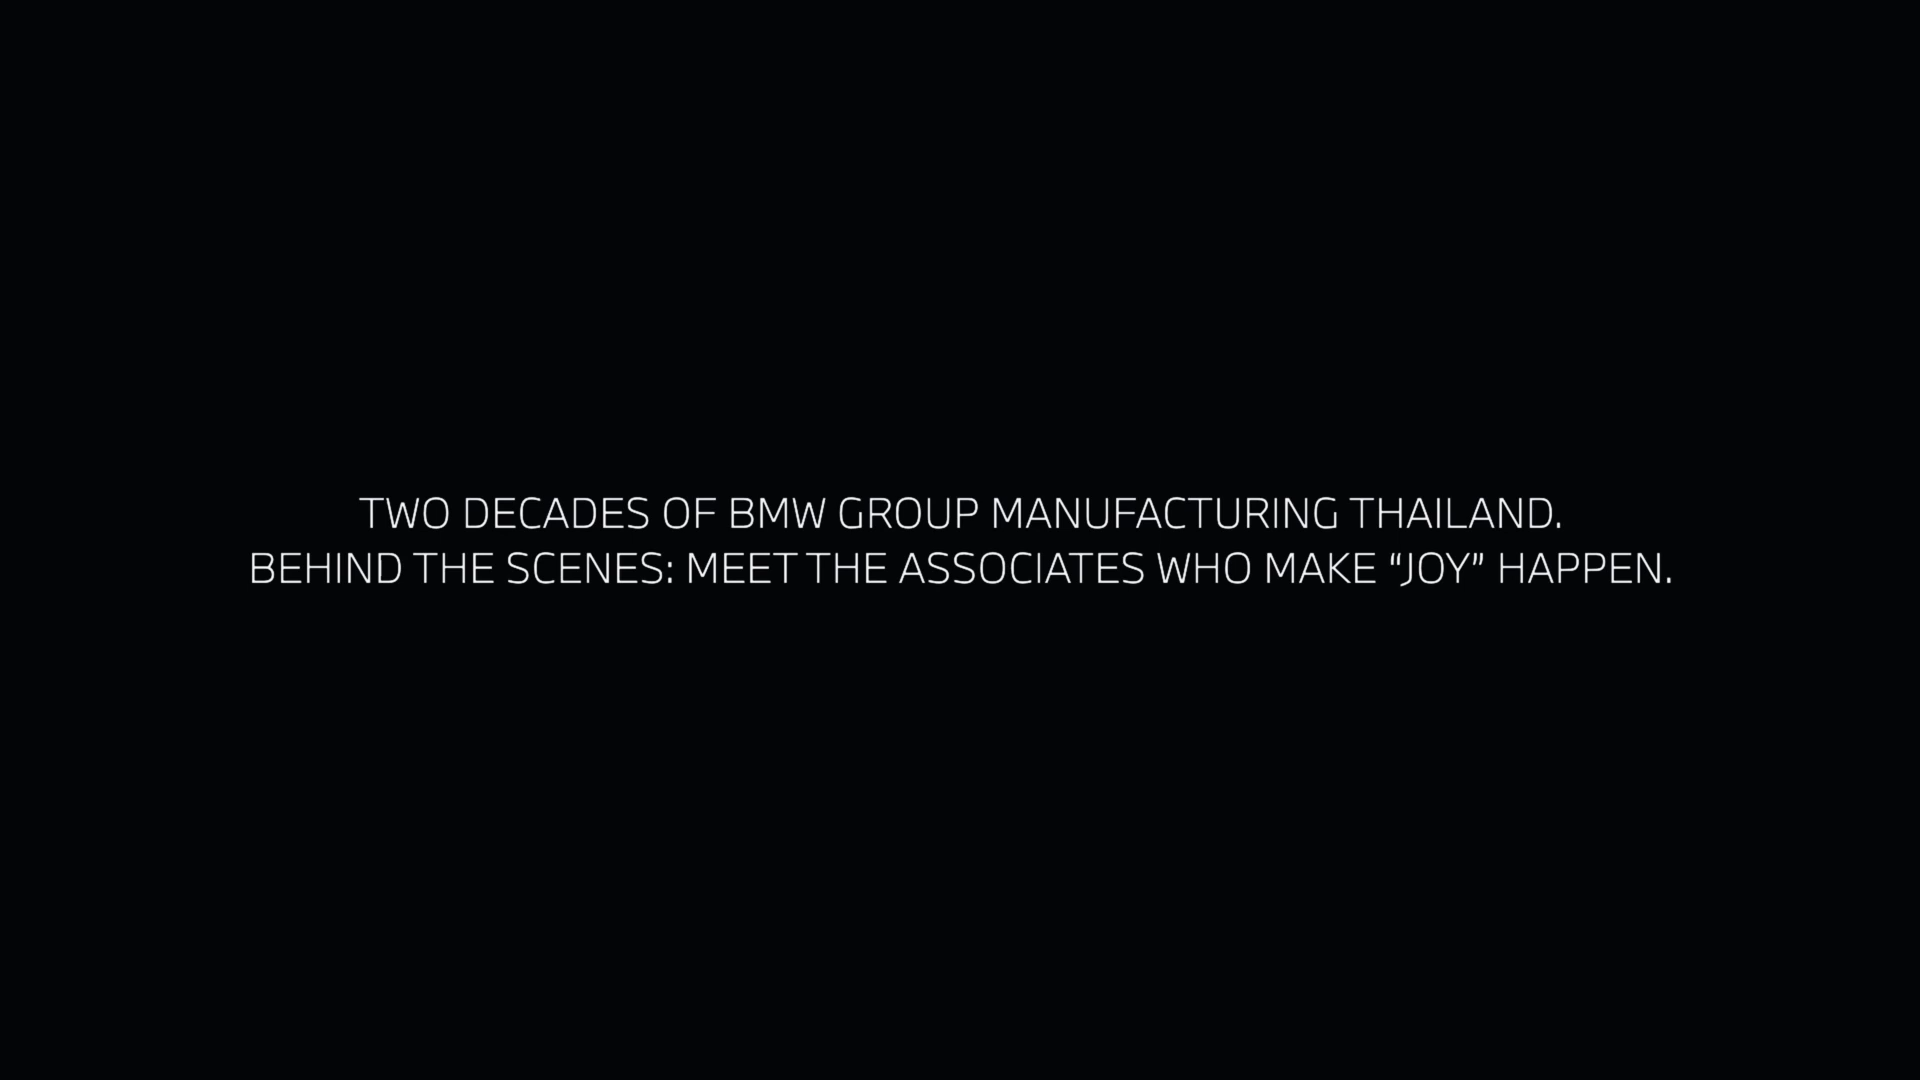 TWO DECADES OF BMW GROUP MANUFACTURING THAILAND.
BEHIND THE SCENES: MEET THE ASSOCIATES WHO MAKE “JOY” HAPPEN.